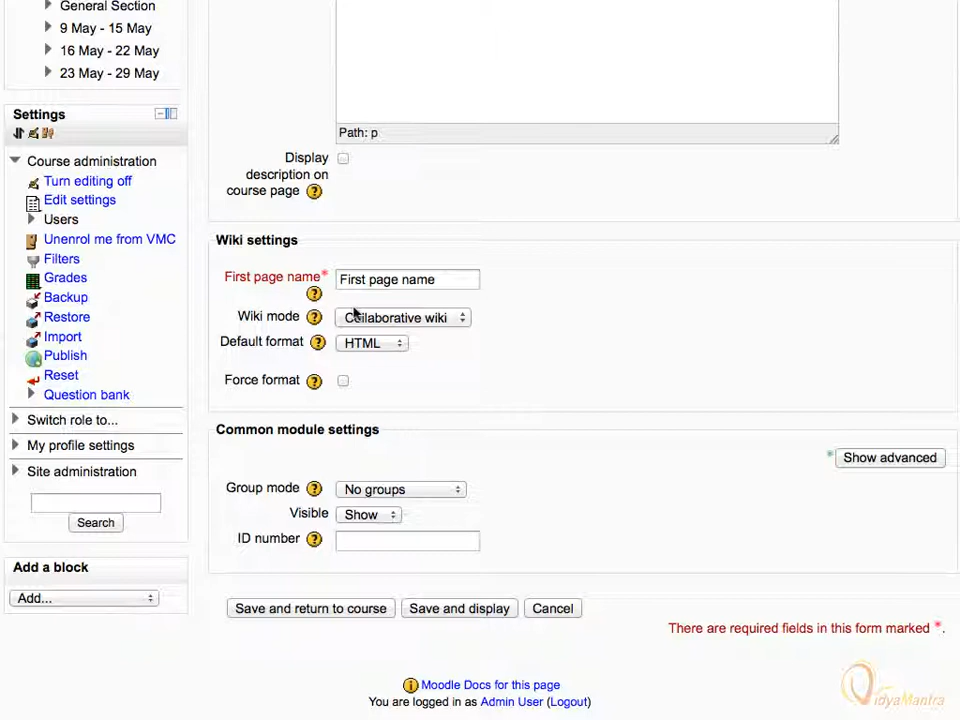 General Section
9 May - 15 May
16 May - 22 May
23 May - 29 May
Settings
Course administration
Turn editing off
Edit settings
Users
Unenrol me from VMC
Filters
Grades
Backup
Restore
Import
Publish
Reset
Question bank
Switch role to...
My profile settings
Site administration
Search
Add a block
Add...
Path: p
Display
description on
course page
Wiki settings
First page name*
First page name
Wiki mode
Collaborative wiki
Default format
HTML
Force format
Common module settings
* Show advanced
Group mode
No groups
Visible
Show
ID number
Save and return to course
Save and display
Cancel
There are required fields in this form marked *.
Moodle Docs for this page
You are logged in as Admin User (Logout)
VidyaMantra